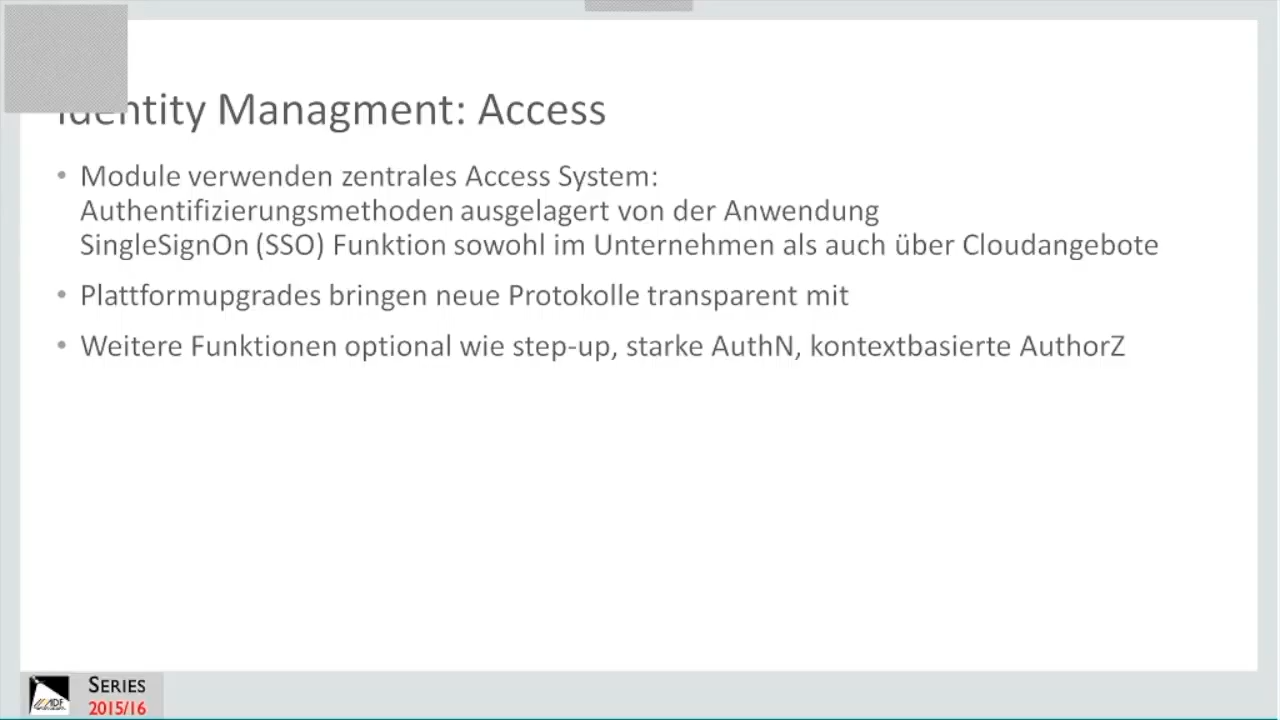 Identity Managment: Access
• Module verwenden zentrales Access System:
Authentifizierungsmethoden ausgelagert von der Anwendung
SingleSignOn (SSO) Funktion sowohl im Unternehmen als auch über Cloudangebote
• Plattformupgrades bringen neue Protokolle transparent mit
• Weitere Funktionen optional wie step-up, starke AuthN, kontextbasierte AuthorZ
SERIES
2015/16